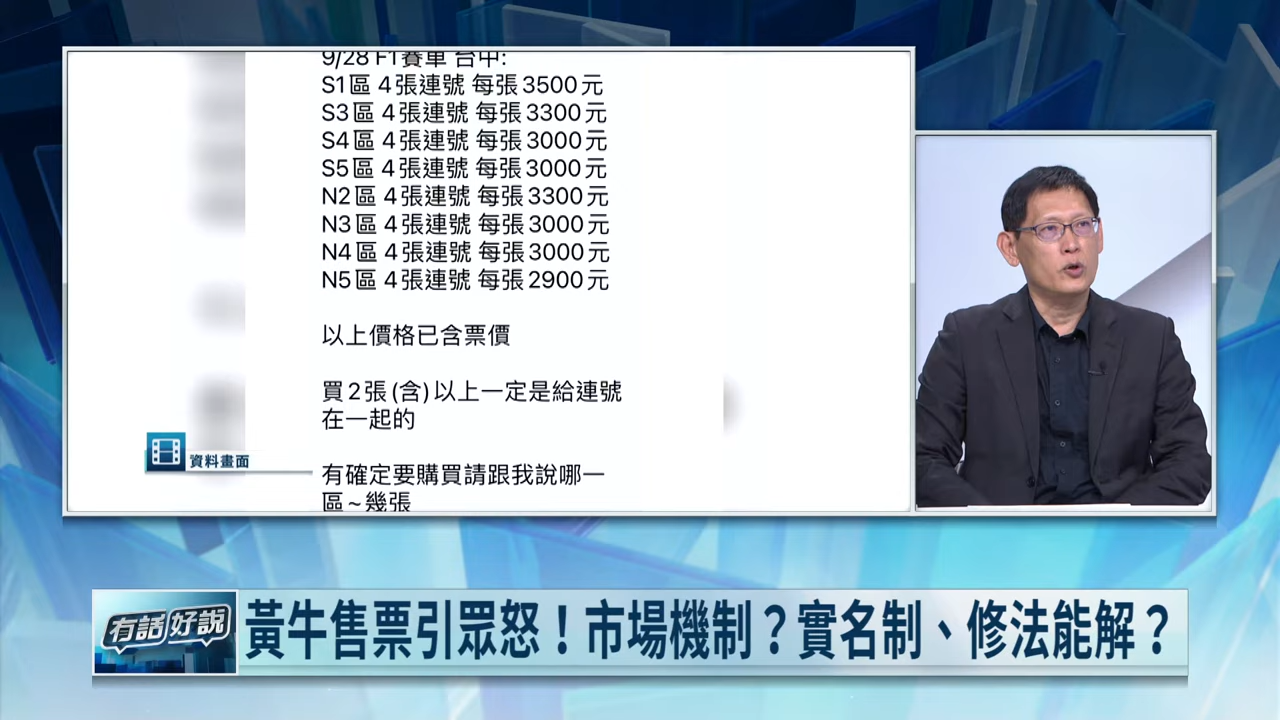 9/28 F1賽車 台中:
S1區 4張連號 每張3500元
S3區 4張連號 每張3300元
S4區 4張連號 每張3000元
S5區 4張連號 每張3000元
N2區 4張連號 每張3300元
N3區 4張連號 每張3000元
N4區 4張連號 每張3000元
N5區 4張連號 每張2900元
以上價格已含票價
買2張(含)以上一定是給連號
在一起的
有確定要購買請跟我說哪一
區~幾張
資料畫面
有話好說
黃牛售票引眾怒！市場機制？實名制、修法能解？